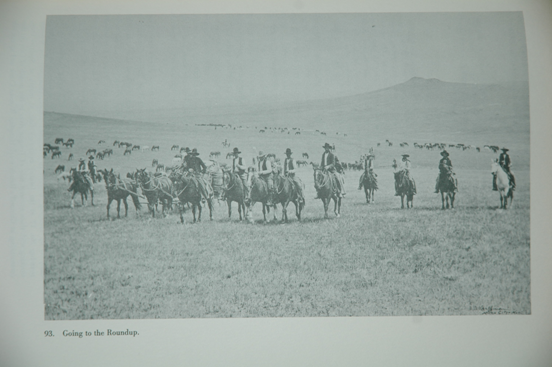 93. Going to the Roundup.